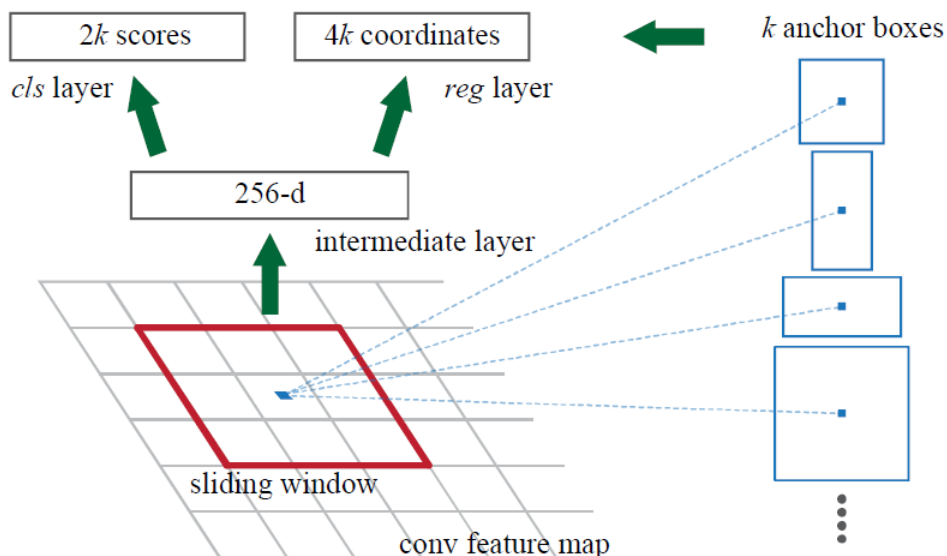 2k scores
4k coordinates
k anchor boxes
cls layer
reg layer
256-d
intermediate layer
sliding window
conv feature map